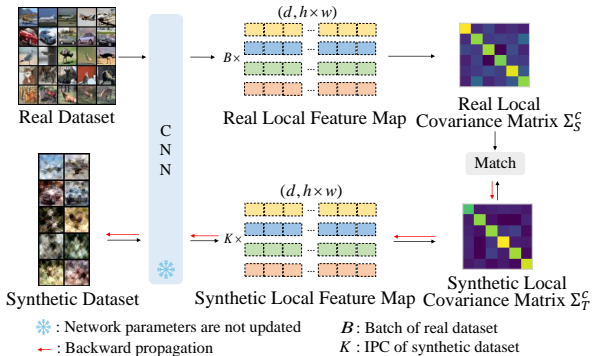 (d, h×w)
B×
...
...
...
...
...
...
...
...
Real Dataset
C
N
N
Real Local Feature Map
Real Local
Covariance Matrix Σ_S^c
Match
(d, h×w)
K×
...
...
...
...
...
...
...
...
Synthetic Dataset
Synthetic Local Feature Map
Synthetic Local
Covariance Matrix Σ_T^c
: Network parameters are not updated
B : Batch of real dataset
: Backward propagation
K : IPC of synthetic dataset